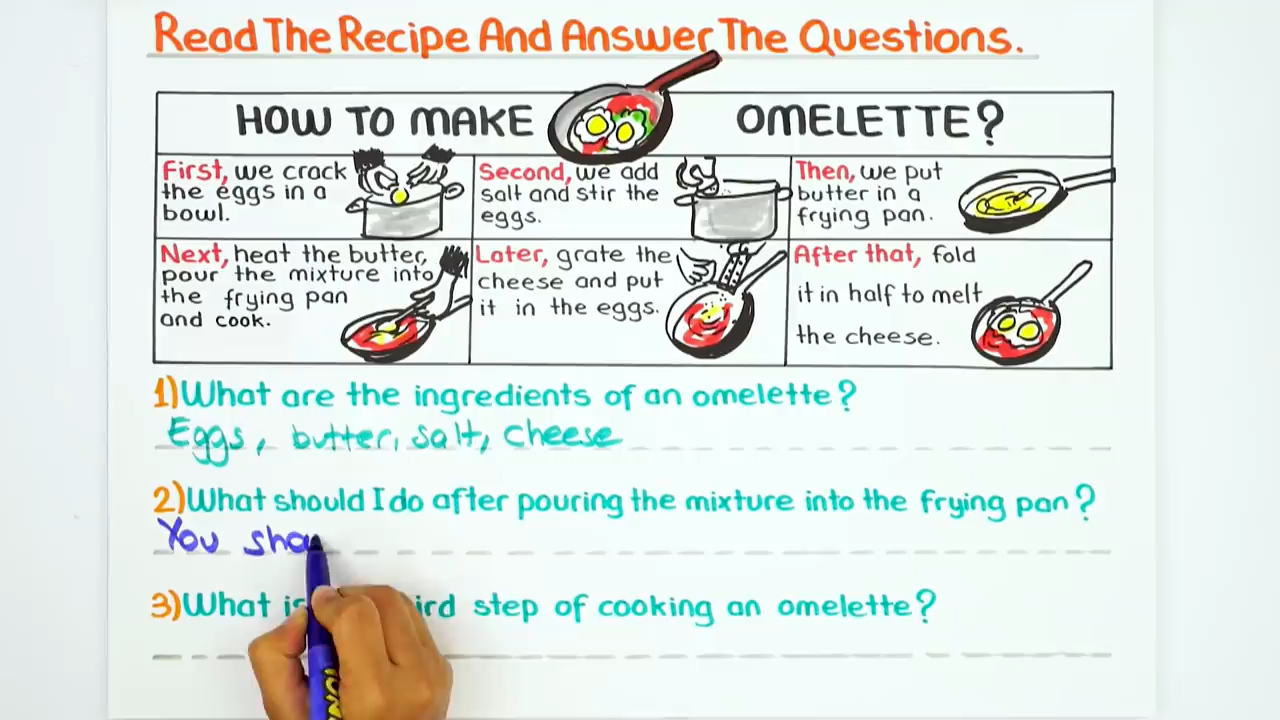 Read The Recipe And Answer The Questions.
HOW TO MAKE OMELETTE?
First, we crack
the eggs in a
bowl.
Second, we add
salt and stir the
eggs.
Then, we put
butter in a
frying pan.
Next, heat the butter,
pour the mixture into
the frying pan
and cook.
Later, grate the
cheese and put
it in the eggs.
After that, fold
it in half to melt
the cheese.
1) What are the ingredients of an omelette?
Eggs, butter, salt, cheese
2) What should I do after pouring the mixture into the frying pan?
You sho
3) What step of cooking an omelette?